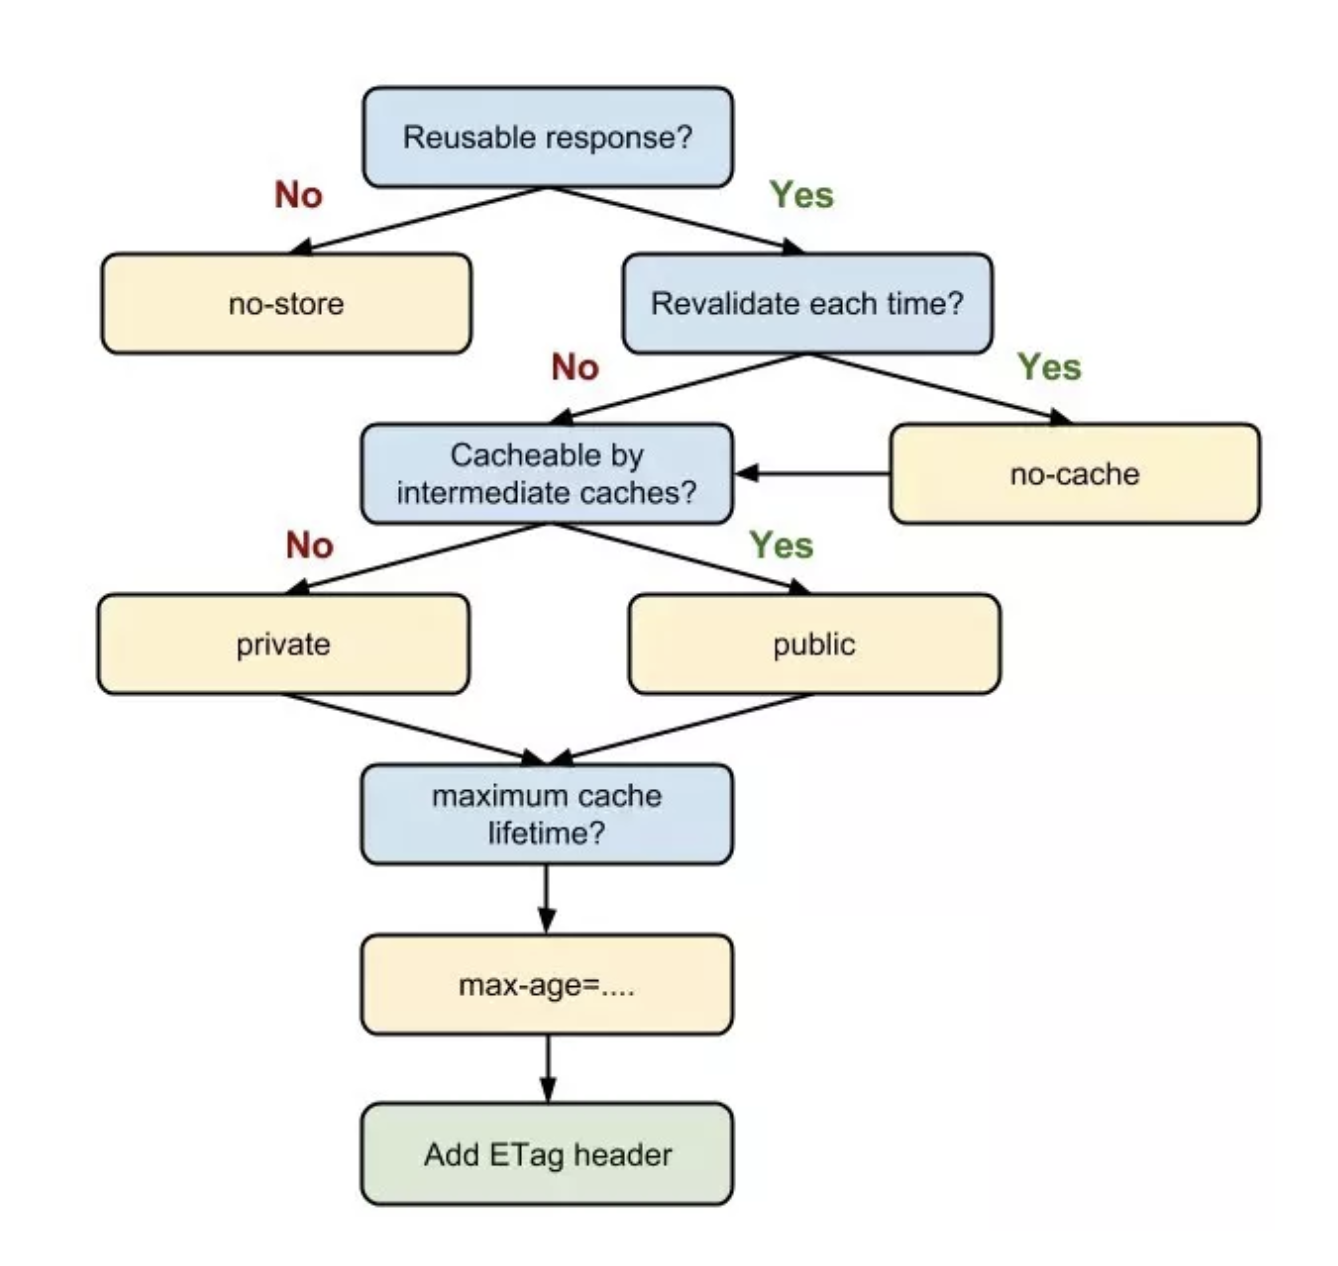 Reusable response?
No
Yes
no-store
Revalidate each time?
No
Yes
Cacheable by
intermediate caches?
no-cache
No
Yes
private
public
maximum cache
lifetime?
max-age=....
Add ETag header